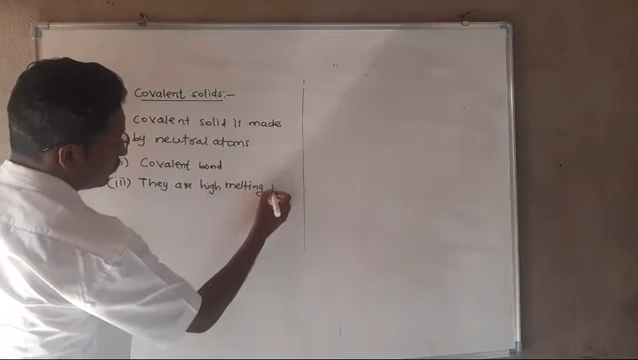 Covalent solids:-
Covalent solid is made
by neutral atoms
i) Covalent bond
(iii) They are high melting